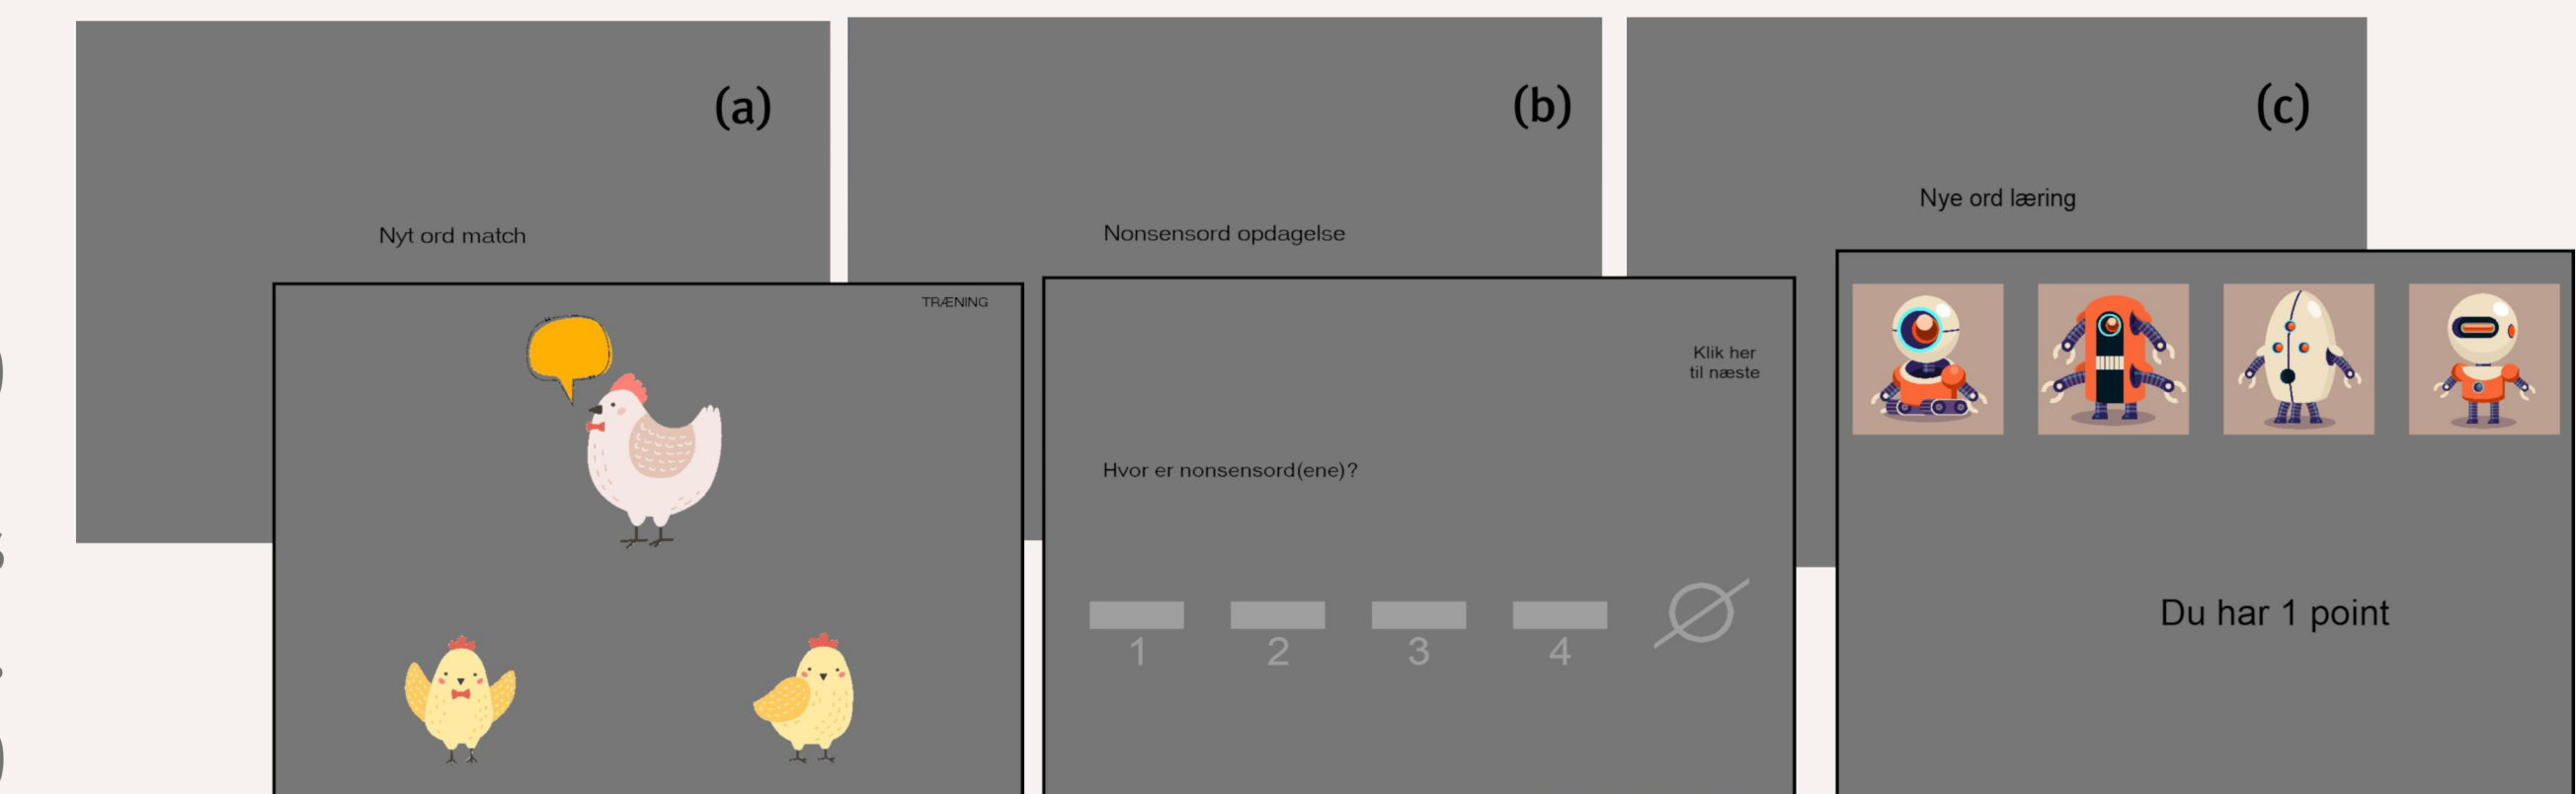 (a)
Nyt ord match
TRÆNING
(b)
Nonsensord opdagelse
Klik her
til næste
Hvor er nonsensord(ene)?
1 2 3 4
(c)
Nye ord læring
Du har 1 point